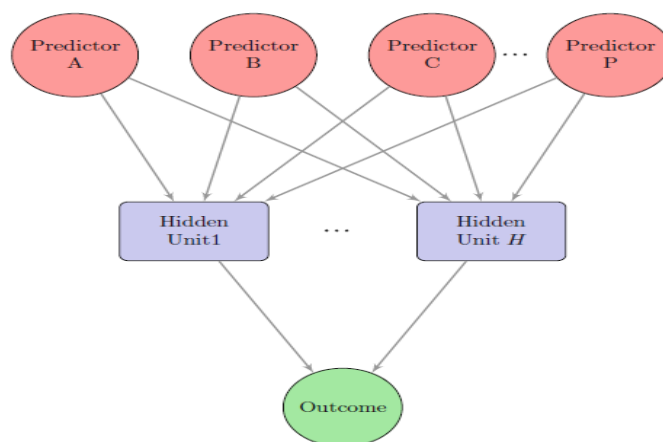 Predictor
A
Predictor
B
Predictor
C
...
Predictor
P
Hidden
Unit1
...
Hidden
Unit H
Outcome